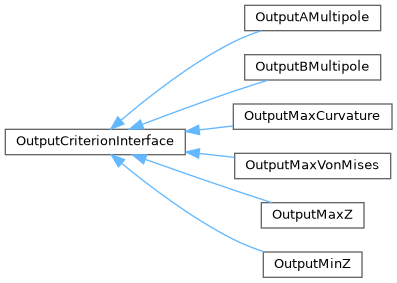 OutputAMultipole
OutputBMultipole
OutputMaxCurvature
OutputCriterionInterface
OutputMaxVonMises
OutputMaxZ
OutputMinZ